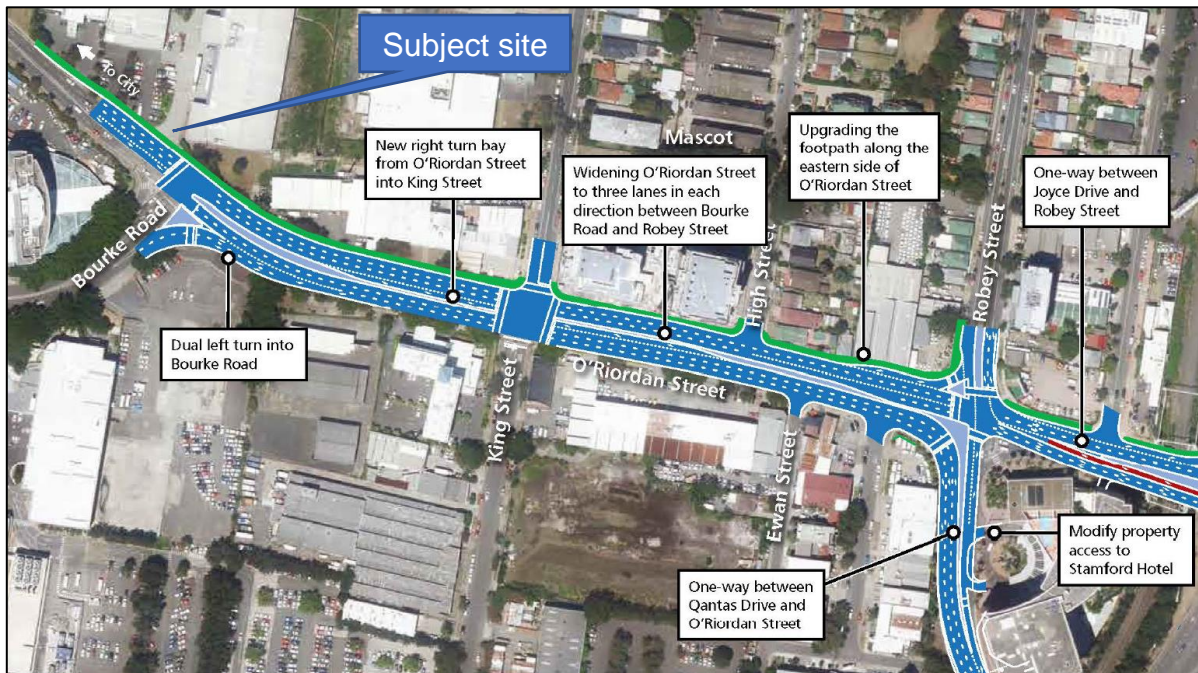 Subject site
To City
New right turn bay
from O'Riordan Street
into King Street
Mascot
Widening O'Riordan Street
to three lanes in each
direction between Bourke
Road and Robey Street
Upgrading the
footpath along the
eastern side of
O'Riordan Street
One-way between
Joyce Drive and
Robey Street
Bourke Road
Dual left turn into
Bourke Road
King Street
O'Riordan Street
High Street
Robey Street
Ewan Street
One-way between
Qantas Drive and
O'Riordan Street
Modify property
access to
Stamford Hotel